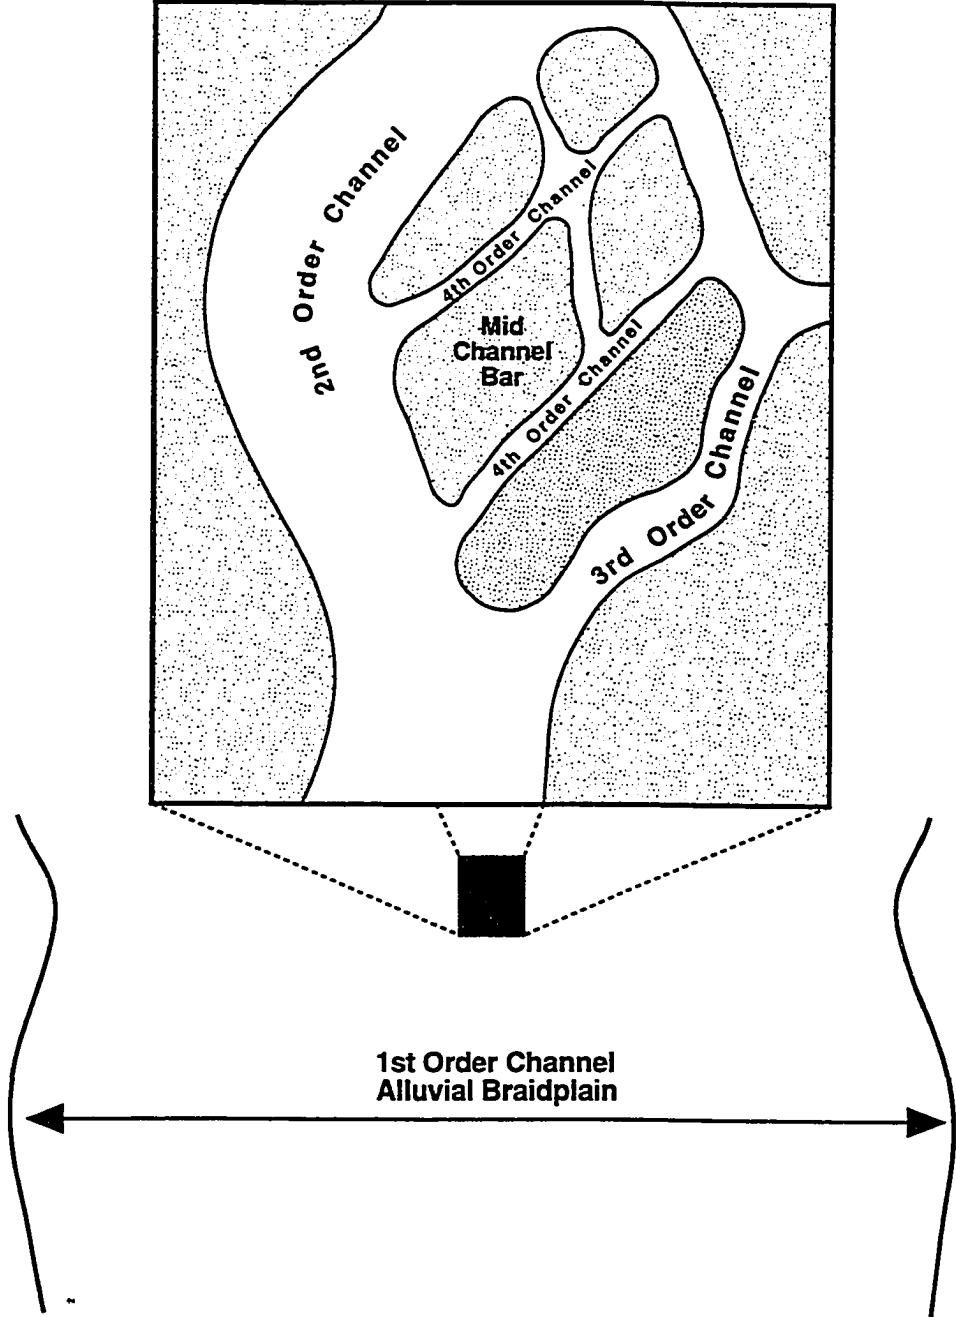 2nd Order Channel
4th Order Channel
Mid
Channel
Bar
4th Order Channel
3rd Order Channel
1st Order Channel
Alluvial Braidplain